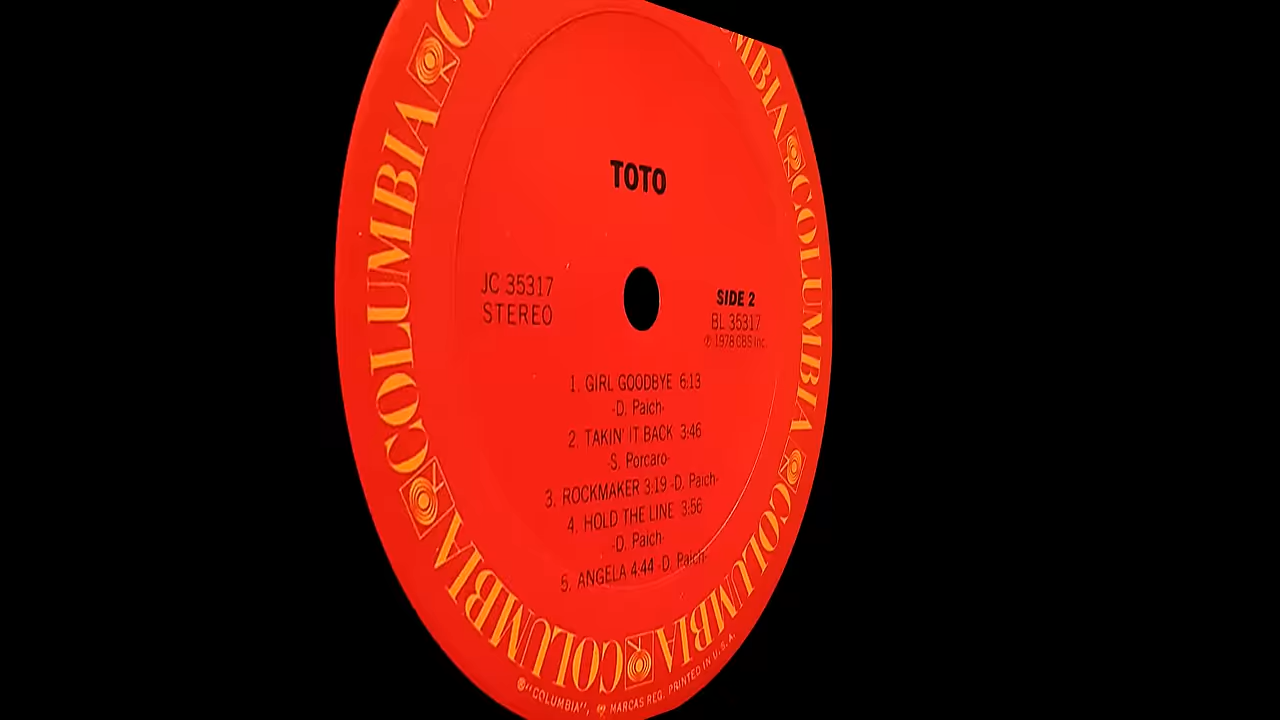 TOTO
JC 35317
STEREO
SIDE 2
BL 35317
℗ 1978 CBS Inc.
1. GIRL GOODBYE 6:13
-D. Paich-
2. TAKIN' IT BACK 3:46
-S. Porcaro-
3. ROCKMAKER 3:19 -D. Paich-
4. HOLD THE LINE 3:56
-D. Paich-
5. ANGELA 4:44 -D. Paich-
COLUMBIA COLUMBIA COLUMBIA COLUMBIA COLUMBIA
®"COLUMBIA", MARCAS REG. PRINTED IN U.S.A.